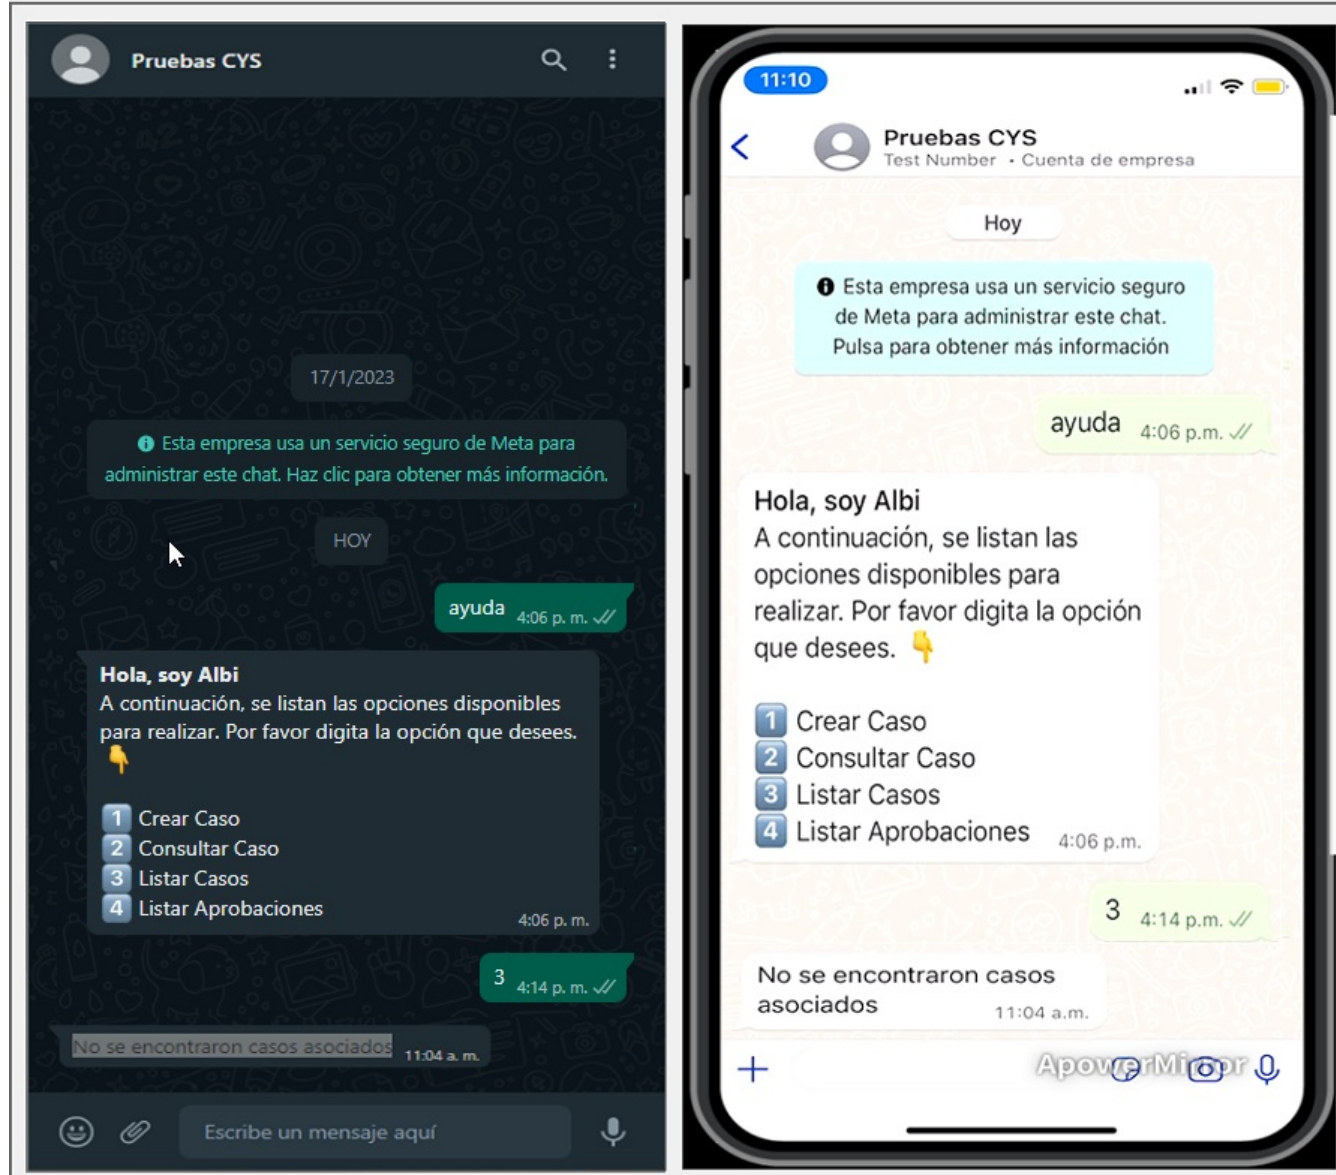 Pruebas CYS
17/1/2023
Esta empresa usa un servicio seguro de Meta para
administrar este chat. Haz clic para obtener más información.
HOY
ayuda 4:06 p. m.
Hola, soy Albi
A continuación, se listan las opciones disponibles
para realizar. Por favor digita la opción que desees.
👇
1 Crear Caso
2 Consultar Caso
3 Listar Casos
4 Listar Aprobaciones
4:06 p. m.
3 4:14 p. m.
No se encontraron casos asociados 11:04 a. m.
Escribe un mensaje aquí
11:10
Pruebas CYS
Test Number · Cuenta de empresa
Hoy
Esta empresa usa un servicio seguro
de Meta para administrar este chat.
Pulsa para obtener más información
ayuda 4:06 p.m.
Hola, soy Albi
A continuación, se listan las
opciones disponibles para
realizar. Por favor digita la opción
que desees. 👇
1 Crear Caso
2 Consultar Caso
3 Listar Casos
4 Listar Aprobaciones 4:06 p.m.
3 4:14 p.m.
No se encontraron casos
asociados 11:04 a.m.
ApowerMirror